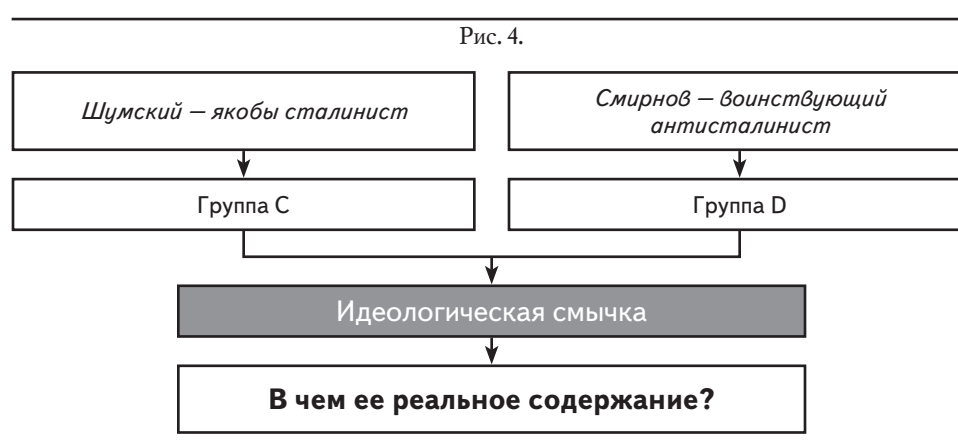 Рис. 4.
Шумский – якобы сталинист
Смирнов – воинствующий
антисталинист
Группа C
Группа D
Идеологическая смычка
В чем ее реальное содержание?